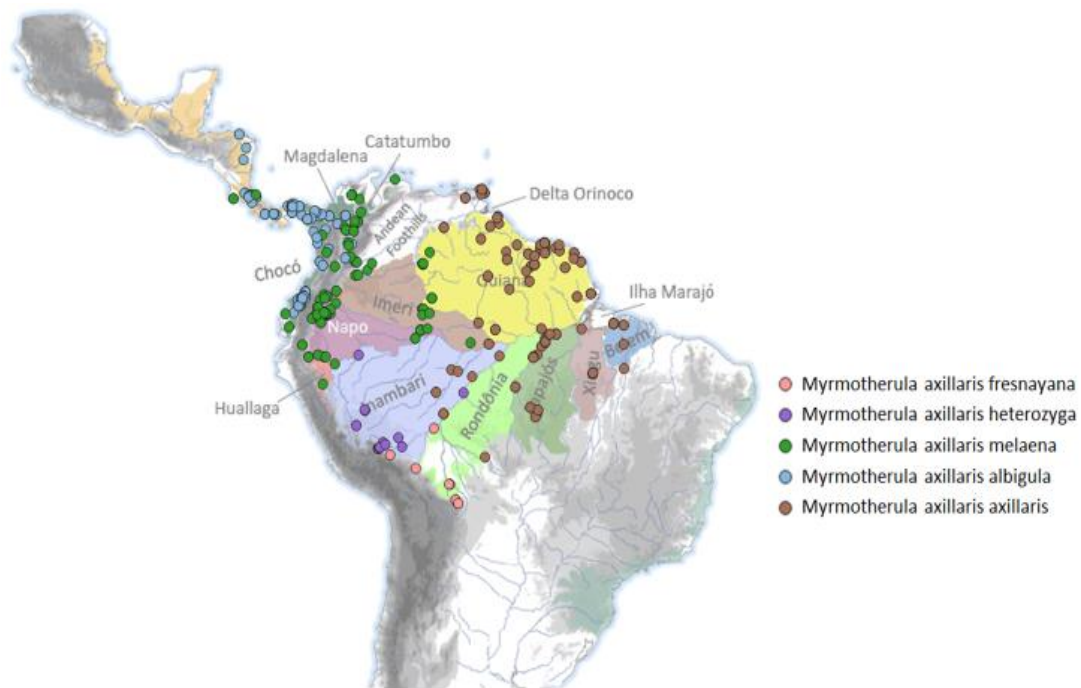 Catatumbo
Magdalena
Delta Orinoco
Andean
Foothills
Chocó
Guiana
Ilha Marajó
Imeri
Napo
Belém
Xingu
Tapajós
Rondônia
Inambari
Huallaga
Myrmotherula axillaris fresnayana
Myrmotherula axillaris heterozyga
Myrmotherula axillaris melaena
Myrmotherula axillaris albigula
Myrmotherula axillaris axillaris